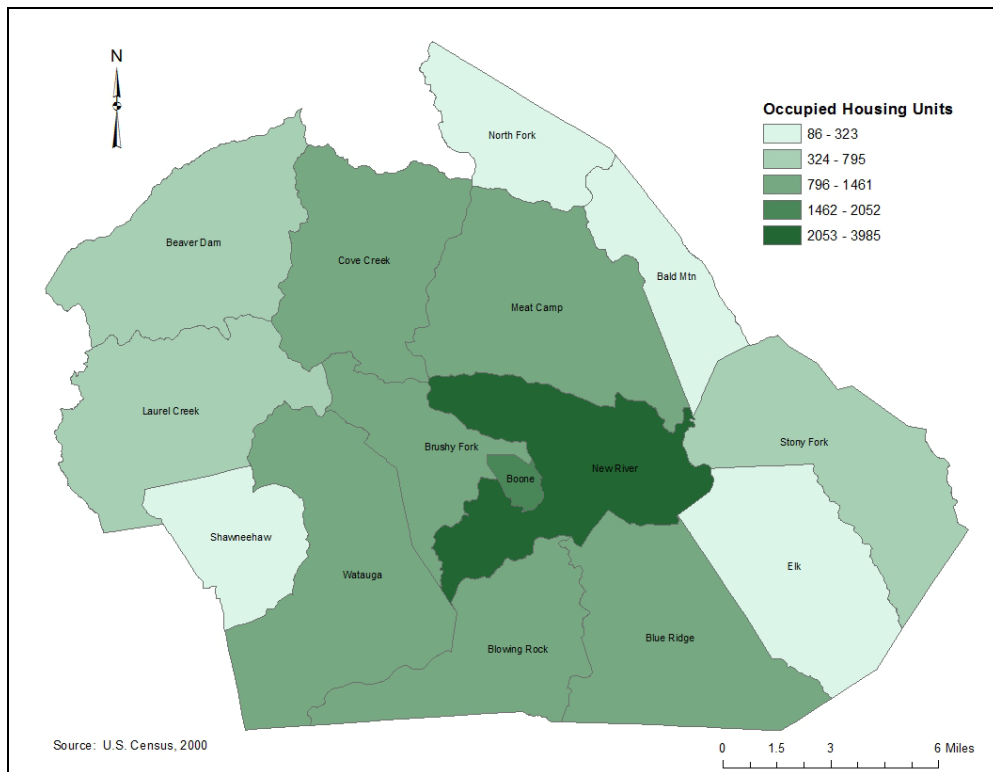 N
North Fork
Occupied Housing Units
86 - 323
324 - 795
796 - 1461
1462 - 2052
2053 - 3985
Beaver Dam
Cove Creek
Bald Mtn
Meat Camp
Laurel Creek
Stony Fork
Brushy Fork
New River
Boone
Shawneehaw
Watauga
Elk
Blue Ridge
Blowing Rock
Source: U.S. Census, 2000
0 1.5 3 6 Miles